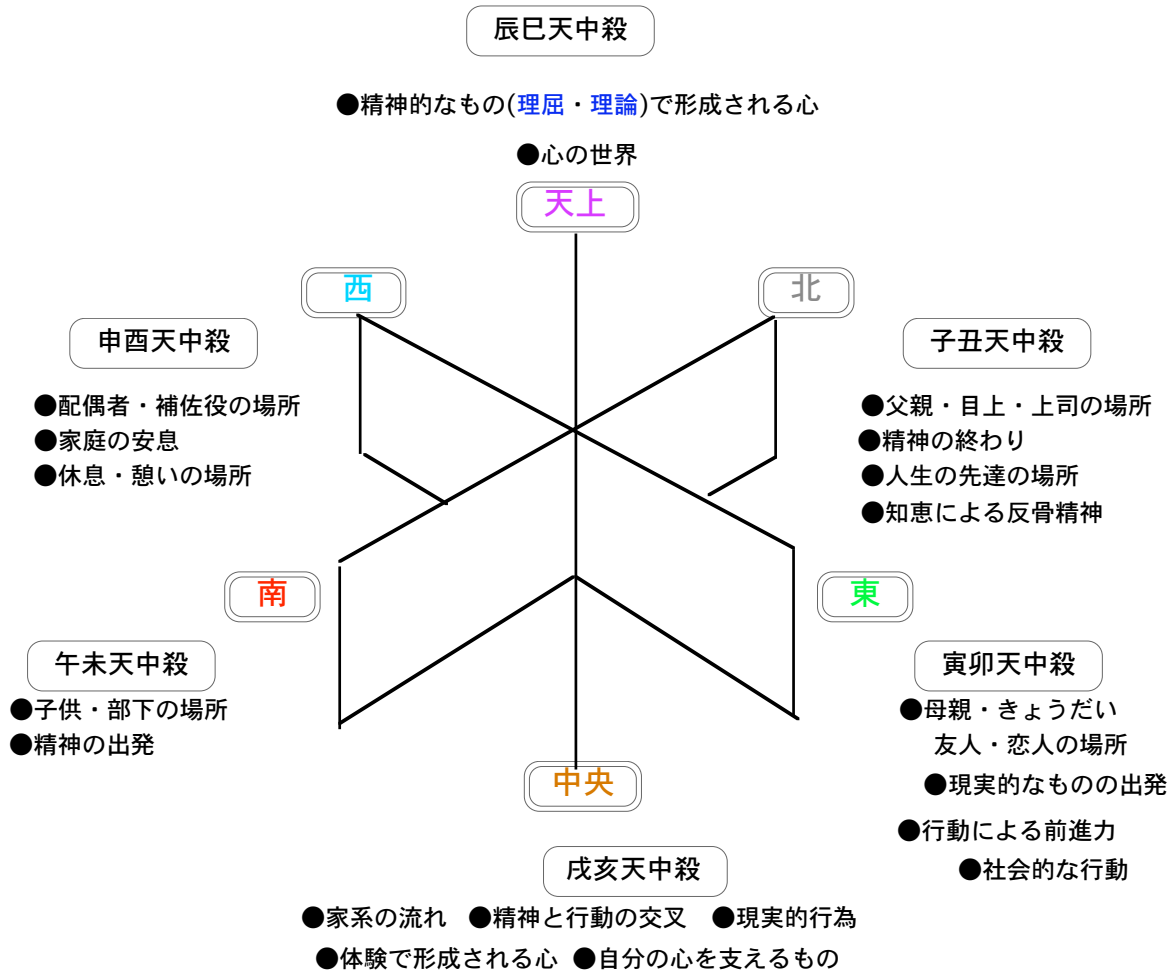 辰巳天中殺
●精神的なもの(理屈・理論)で形成される心
●心の世界
天上
西
北
申酉天中殺
●配偶者・補佐役の場所
●家庭の安息
●休息・憩いの場所
子丑天中殺
●父親・目上・上司の場所
●精神の終わり
●人生の先達の場所
●知恵による反骨精神
南
東
午未天中殺
●子供・部下の場所
●精神の出発
寅卯天中殺
●母親・きょうだい
友人・恋人の場所
●現実的なものの出発
●行動による前進力
●社会的な行動
中央
戌亥天中殺
●家系の流れ ●精神と行動の交叉 ●現実的行為
●体験で形成される心 ●自分の心を支えるもの